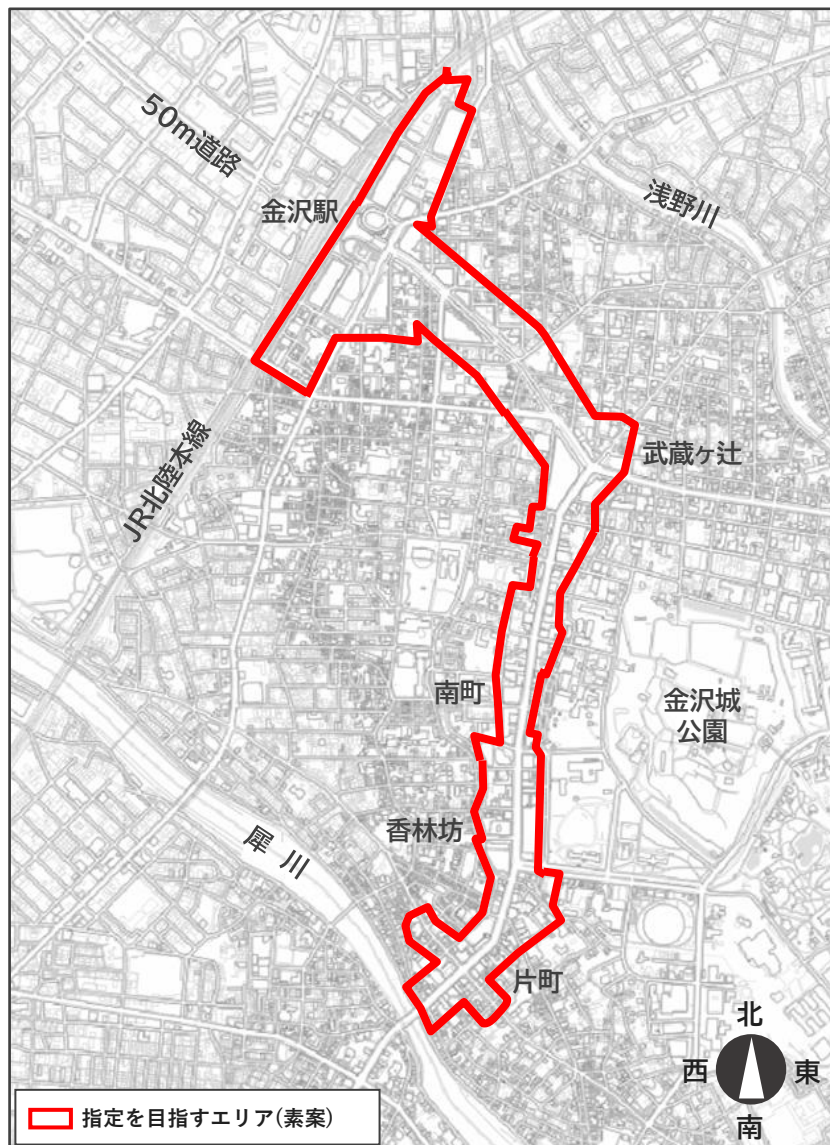 50m道路
金沢駅
浅野川
JR北陸本線
武蔵ヶ辻
南町
金沢城
公園
香林坊
犀川
片町
北
西
東
南
指定を目指すエリア(素案)